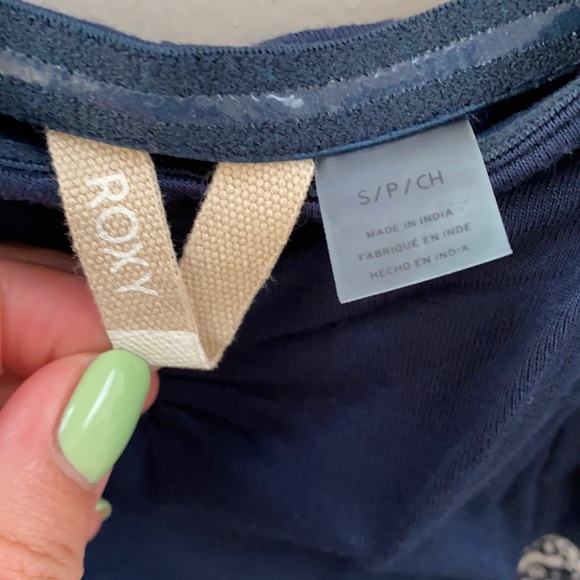 ROXY
S/P/CH
MADE IN INDIA
FABRIQUÉ EN INDE
HECHO EN INDIA